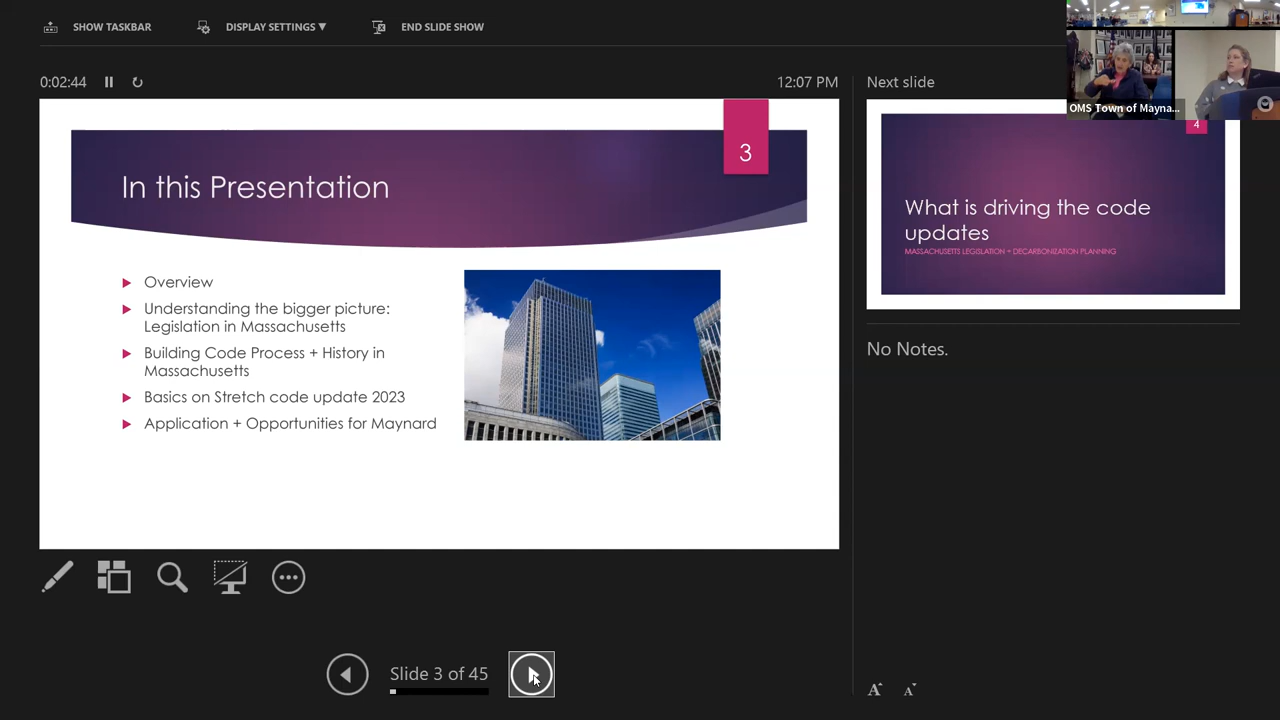 SHOW TASKBAR
DISPLAY SETTINGS ▼
END SLIDE SHOW
0:02:44
12:07 PM
3
In this Presentation
Overview
Understanding the bigger picture:
Legislation in Massachusetts
Building Code Process + History in
Massachusetts
Basics on Stretch code update 2023
Application + Opportunities for Maynard
Slide 3 of 45
Next slide
OMS Town of Mayna...
4
What is driving the code
updates
MASSACHUSETTS LEGISLATION + DECARBONIZATION PLANNING
No Notes.
A A